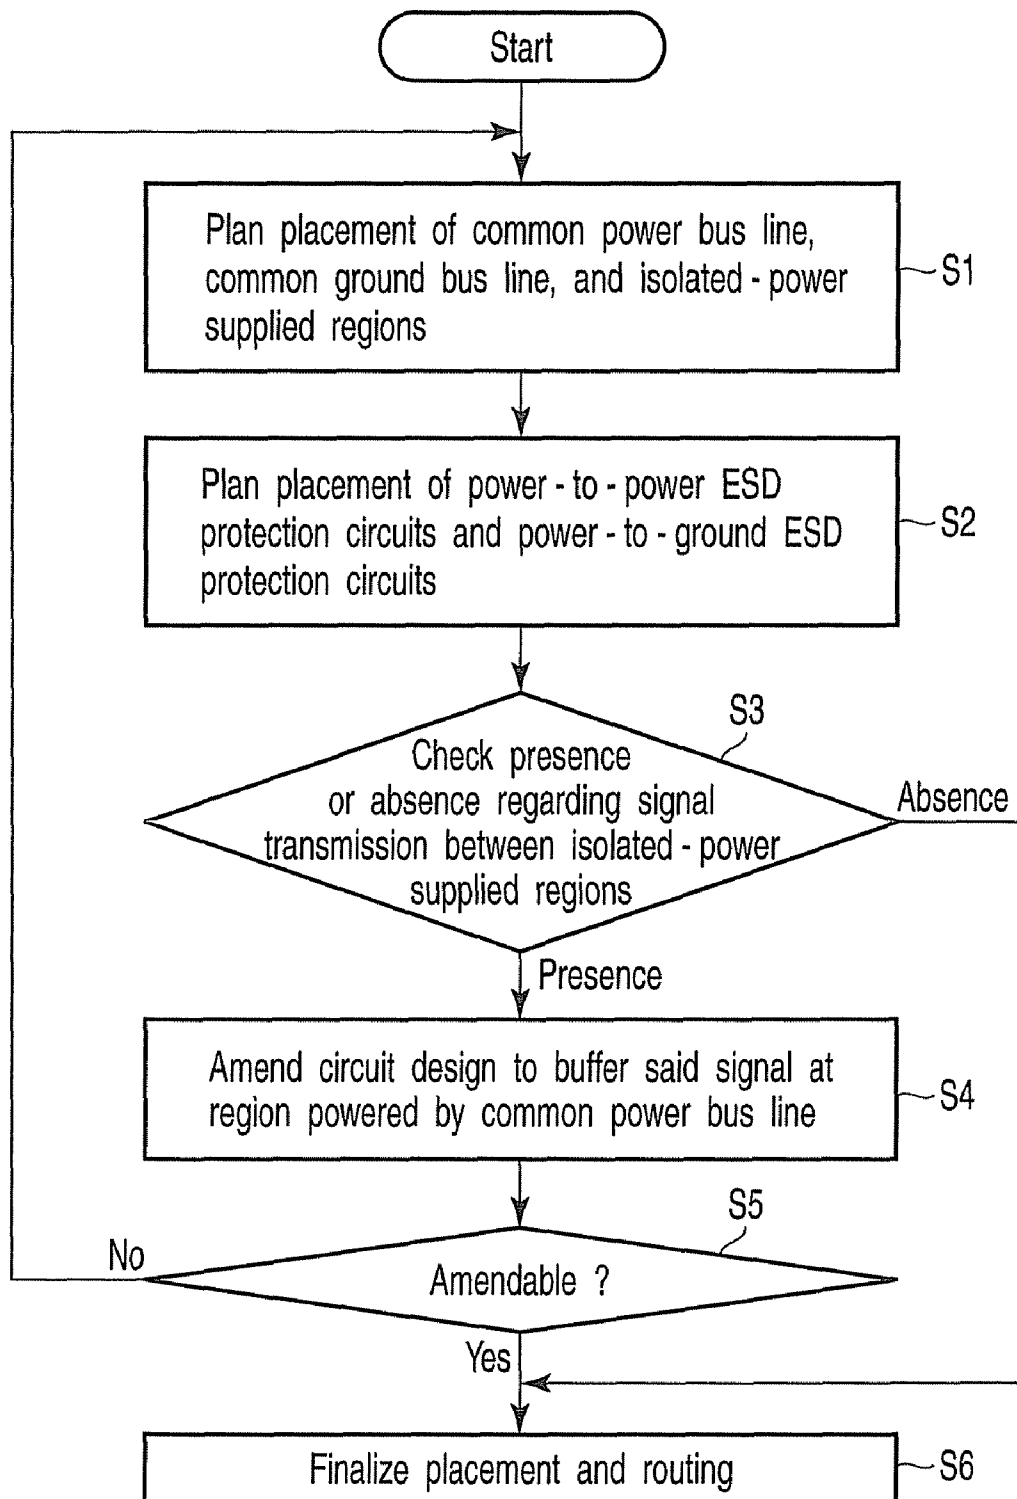 Start
Plan placement of common power bus line,
common ground bus line, and isolated - power
supplied regions
S1
Plan placement of power - to - power ESD
protection circuits and power - to - ground ESD
protection circuits
S2
S3
Check presence
or absence regarding signal
transmission between isolated - power
supplied regions
Absence
Presence
Amend circuit design to buffer said signal at
region powered by common power bus line
S4
S5
No
Amendable ?
Yes
Finalize placement and routing
S6